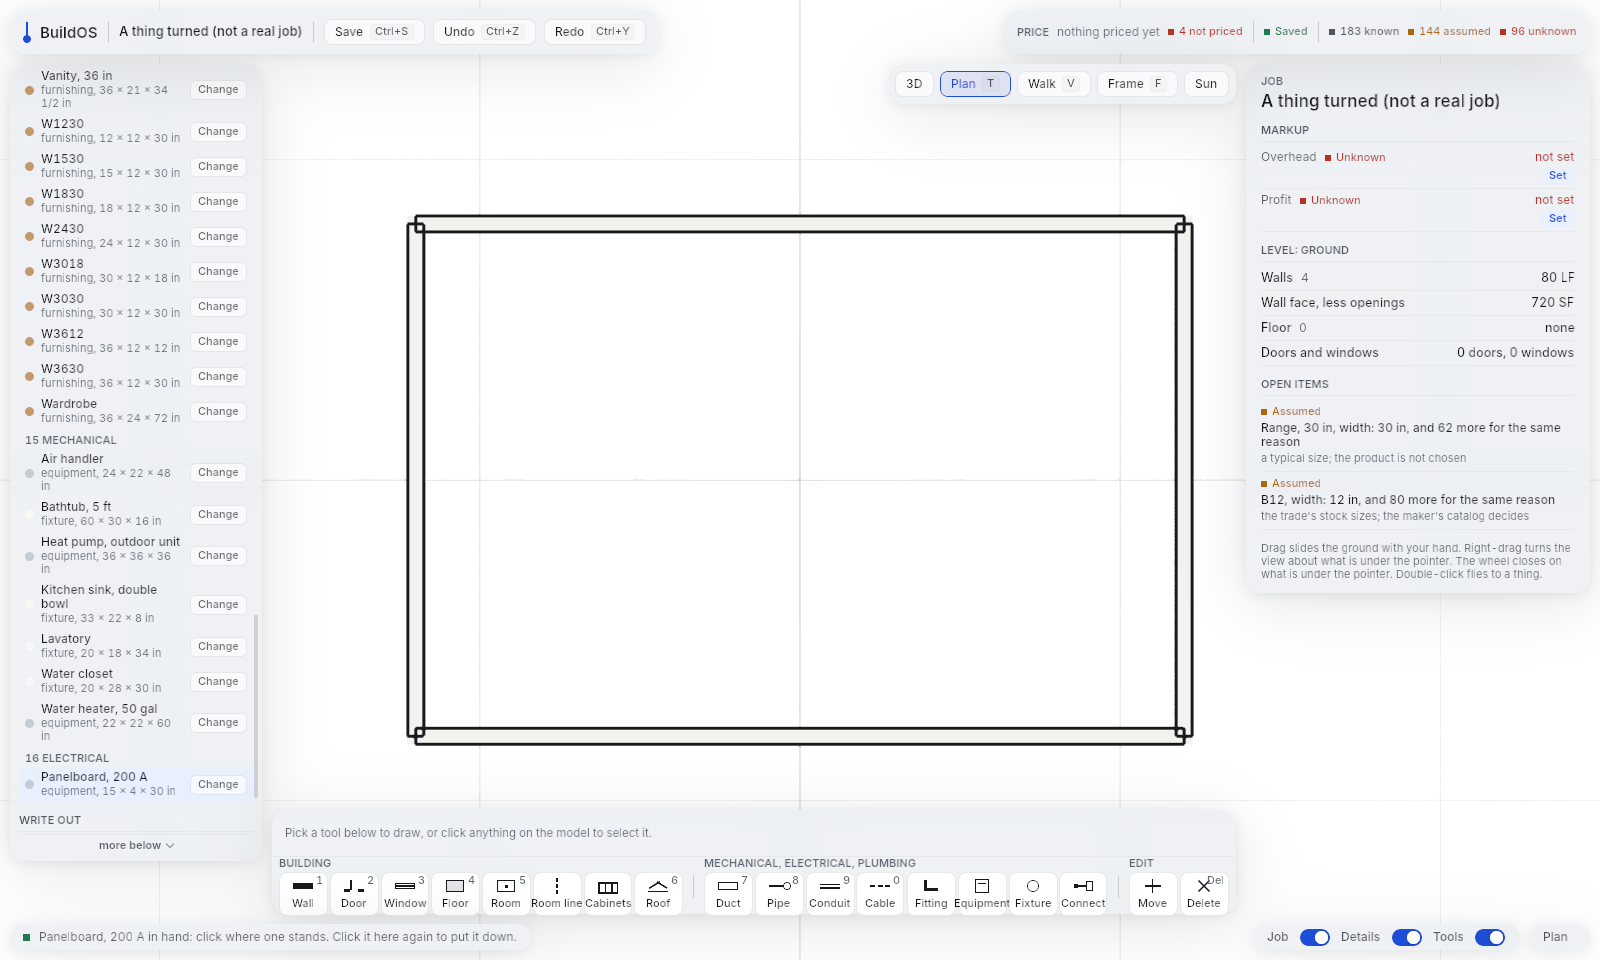 BuildOS
A thing turned (not a real job)
Save Ctrl+S
Undo Ctrl+Z
Redo Ctrl+Y
PRICE nothing priced yet 4 not priced Saved 183 known 144 assumed 96 unknown
3D
Plan T
Walk V
Frame F
Sun
Vanity, 36 in
furnishing, 36 × 21 × 34
1/2 in
Change
W1230
furnishing, 12 × 12 × 30 in
Change
W1530
furnishing, 15 × 12 × 30 in
Change
W1830
furnishing, 18 × 12 × 30 in
Change
W2430
furnishing, 24 × 12 × 30 in
Change
W3018
furnishing, 30 × 12 × 18 in
Change
W3030
furnishing, 30 × 12 × 30 in
Change
W3612
furnishing, 36 × 12 × 12 in
Change
W3630
furnishing, 36 × 12 × 30 in
Change
Wardrobe
furnishing, 36 × 24 × 72 in
Change
15 MECHANICAL
Air handler
equipment, 24 × 22 × 48
in
Change
Bathtub, 5 ft
fixture, 60 × 30 × 16 in
Change
Heat pump, outdoor unit
equipment, 36 × 36 × 36
in
Change
Kitchen sink, double
bowl
fixture, 33 × 22 × 8 in
Change
Lavatory
fixture, 20 × 18 × 34 in
Change
Water closet
fixture, 20 × 28 × 30 in
Change
Water heater, 50 gal
equipment, 22 × 22 × 60
in
Change
16 ELECTRICAL
Panelboard, 200 A
equipment, 15 × 4 × 30 in
Change
WRITE OUT
more below
JOB
A thing turned (not a real job)
MARKUP
Overhead Unknown not set
Set
Profit Unknown not set
Set
LEVEL: GROUND
Walls 4 80 LF
Wall face, less openings 720 SF
Floor 0 none
Doors and windows 0 doors, 0 windows
OPEN ITEMS
Assumed
Range, 30 in, width: 30 in, and 62 more for the same
reason
a typical size; the product is not chosen
Assumed
B12, width: 12 in, and 80 more for the same reason
the trade's stock sizes; the maker's catalog decides
Drag slides the ground with your hand. Right-drag turns the
view about what is under the pointer. The wheel closes on
what is under the pointer. Double-click flies to a thing.
Pick a tool below to draw, or click anything on the model to select it.
BUILDING
1 Wall
2 Door
3 Window
4 Floor
5 Room
Room line
Cabinets
6 Roof
MECHANICAL, ELECTRICAL, PLUMBING
7 Duct
8 Pipe
9 Conduit
0 Cable
Fitting
Equipment
Fixture
Connect
EDIT
Move
Del Delete
Panelboard, 200 A in hand: click where one stands. Click it here again to put it down.
Job Details Tools Plan